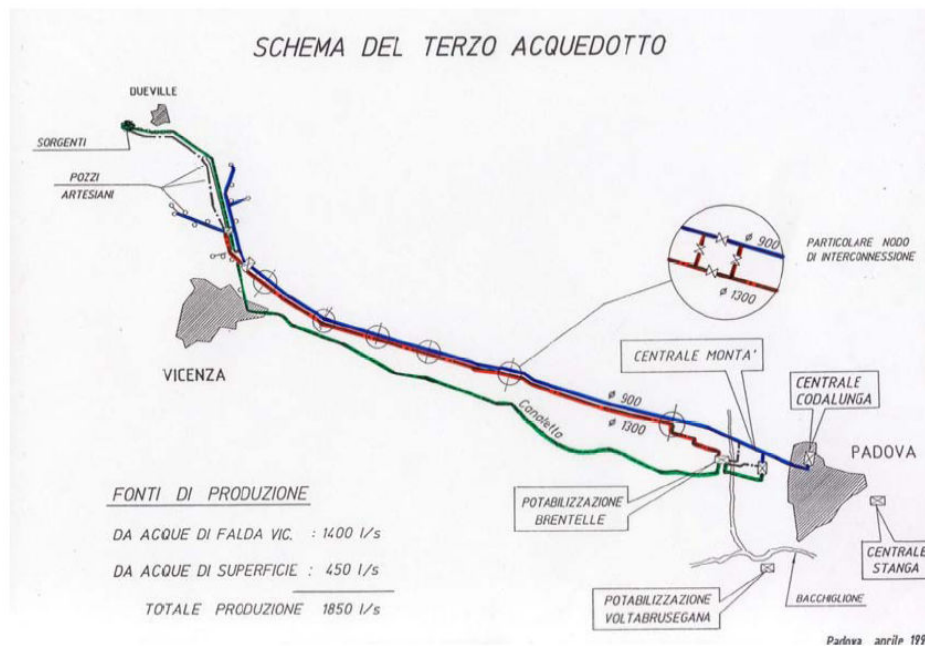 SCHEMA DEL TERZO ACQUEDOTTO
DUEVILLE
SORGENTI
POZZI
ARTESIANI
VICENZA
ø 900
ø 1300
PARTICOLARE NODO
DI INTERCONNESSIONE
CENTRALE MONTA'
CENTRALE
CODALUNGA
ø 900
ø 1300
Canaletta
PADOVA
POTABILIZZAZIONE
BRENTELLE
CENTRALE
STANGA
POTABILIZZAZIONE
VOLTABRUSEGANA
BACCHIGLIONE
FONTI DI PRODUZIONE
DA ACQUE DI FALDA VIC. : 1400 l/s
DA ACQUE DI SUPERFICIE : 450 l/s
TOTALE PRODUZIONE 1850 l/s
Padova aprile 199